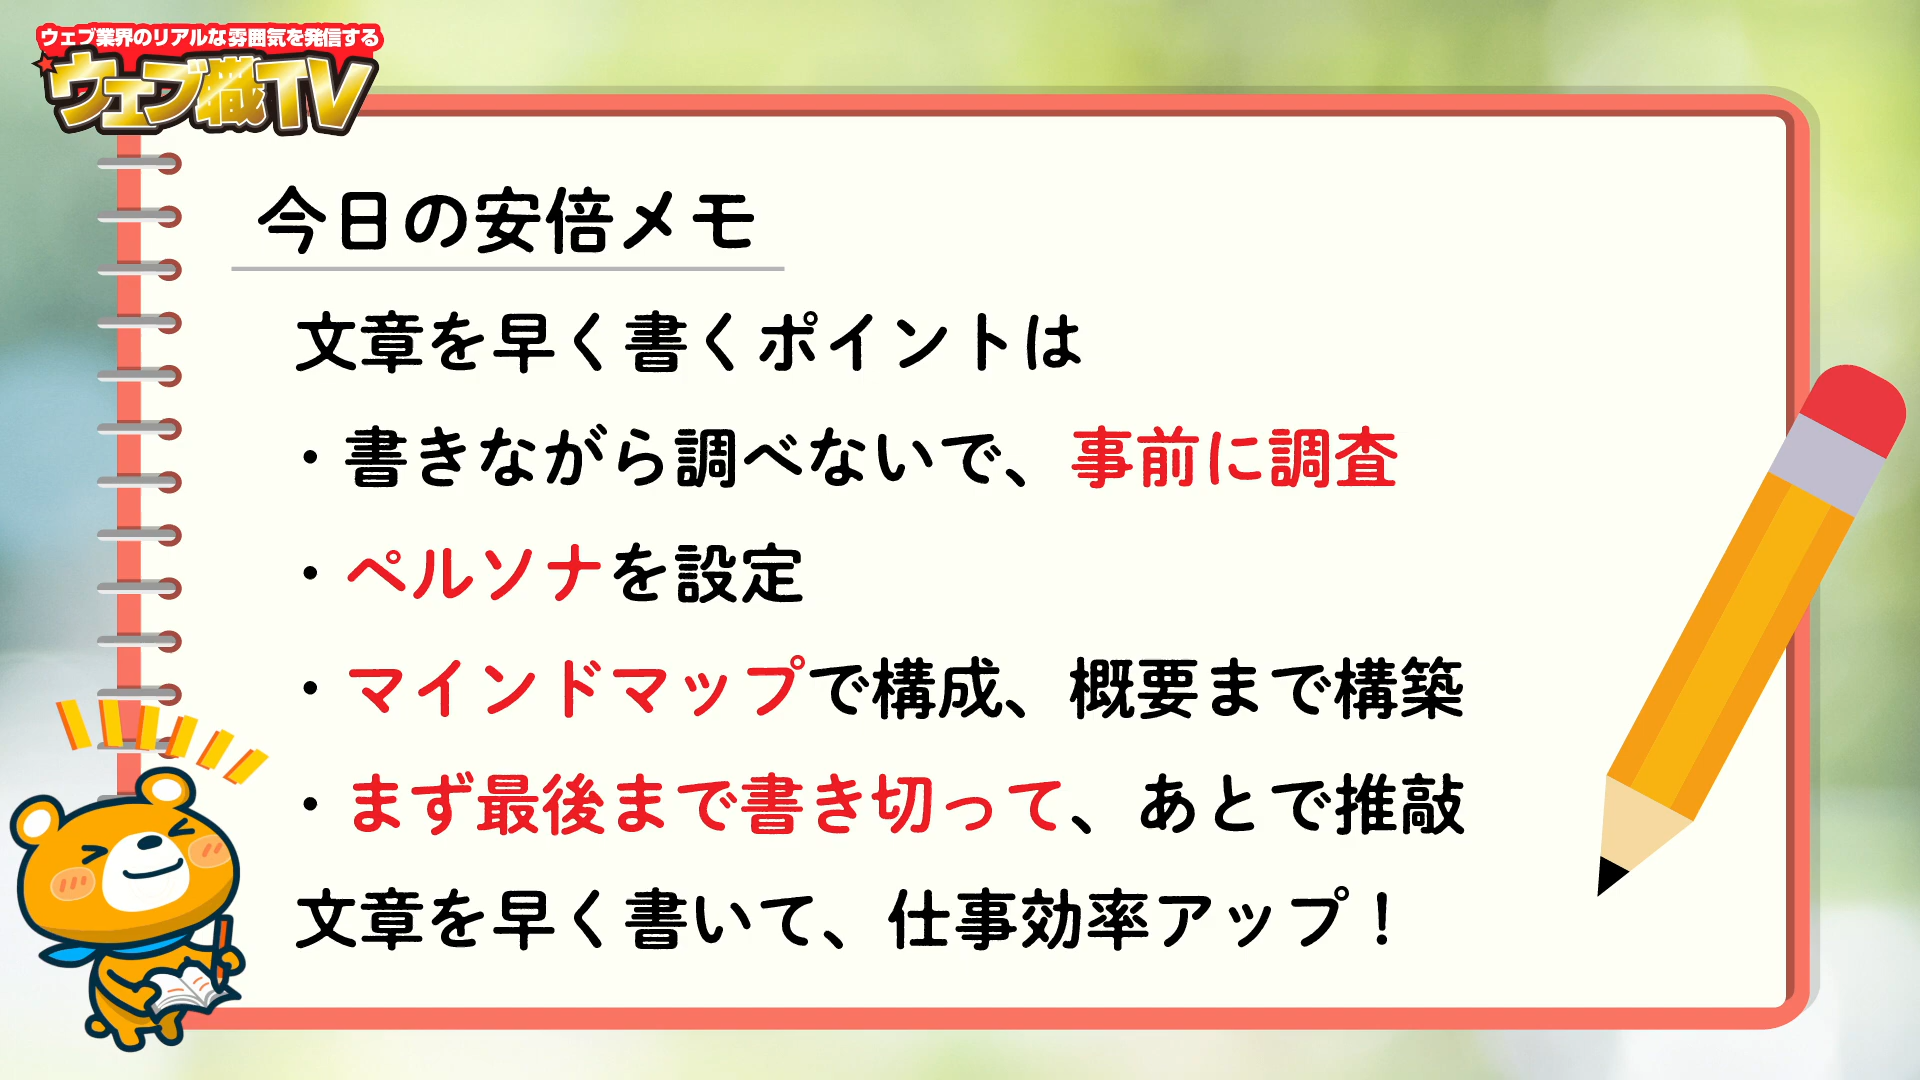 ウェブ業界のリアルな雰囲気を発信する
ウェブ職TV
今日の安倍メモ
文章を早く書くポイントは
・書きながら調べないで、事前に調査
・ペルソナを設定
・マインドマップで構成、概要まで構築
・まず最後まで書き切って、あとで推敲
文章を早く書いて、仕事効率アップ！